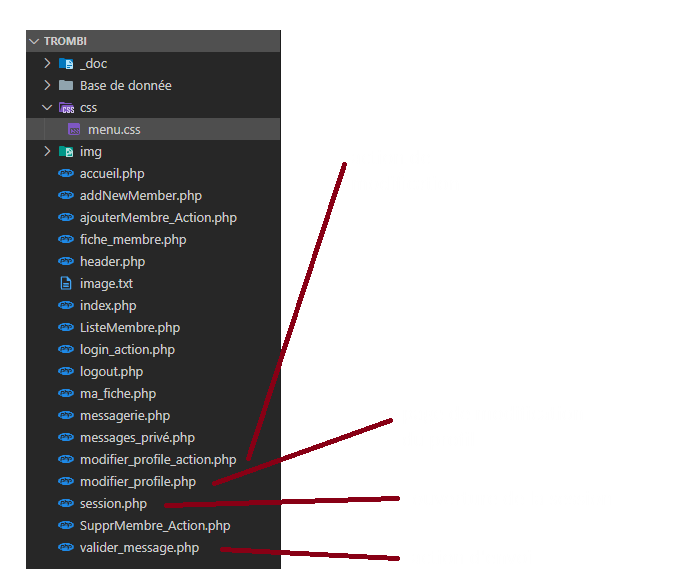 TROMBI
_doc
Base de donnée
css
menu.css
img
accueil.php
addNewMember.php
ajouterMembre_Action.php
fiche_membre.php
header.php
image.txt
index.php
ListeMembre.php
login_action.php
logout.php
ma_fiche.php
messagerie.php
messages_privé.php
modifier_profile_action.php
modifier_profile.php
session.php
SupprMembre_Action.php
valider_message.php